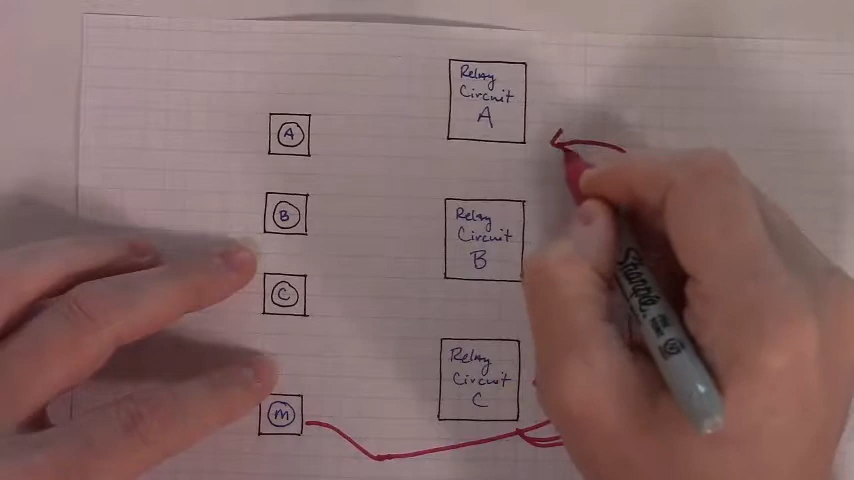 Relay
Circuit
A
A
B
Relay
Circuit
B
C
Relay
Circuit
C
M
Sharpie